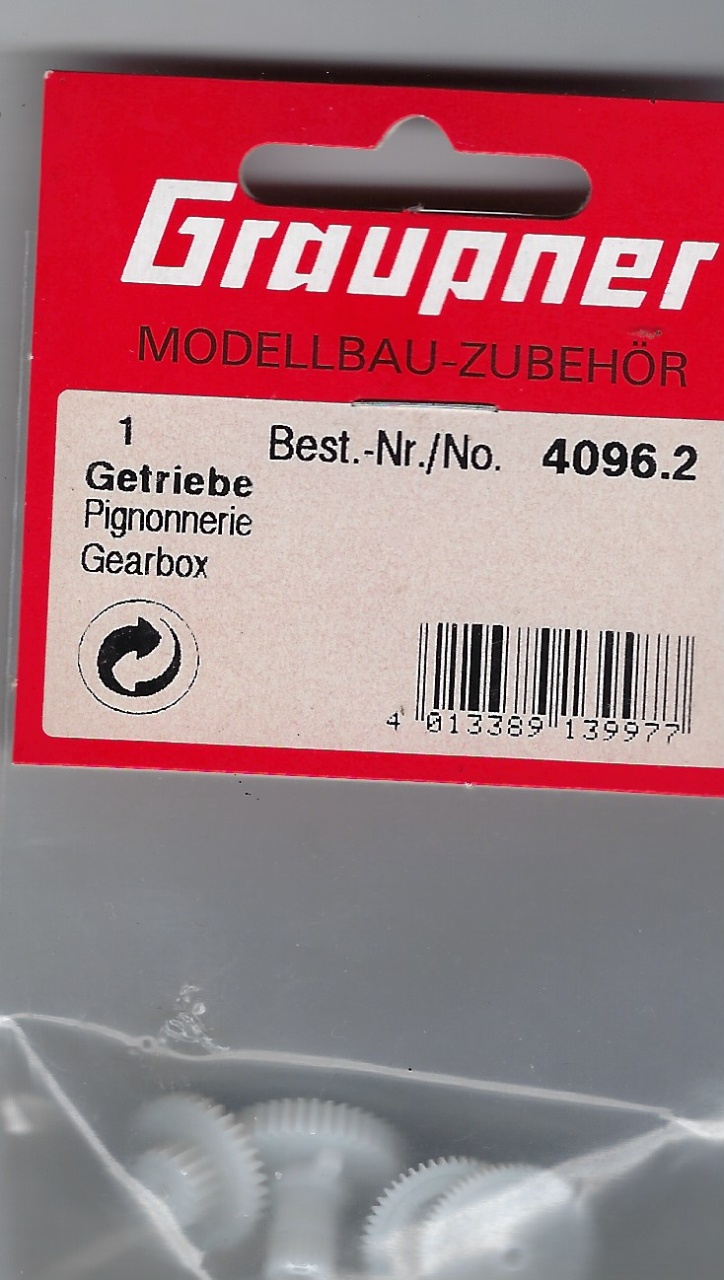 Graupner
MODELLBAU-ZUBEHÖR
1
Best.-Nr./No. 4096.2
Getriebe
Pignonnerie
Gearbox
4 013389 139977